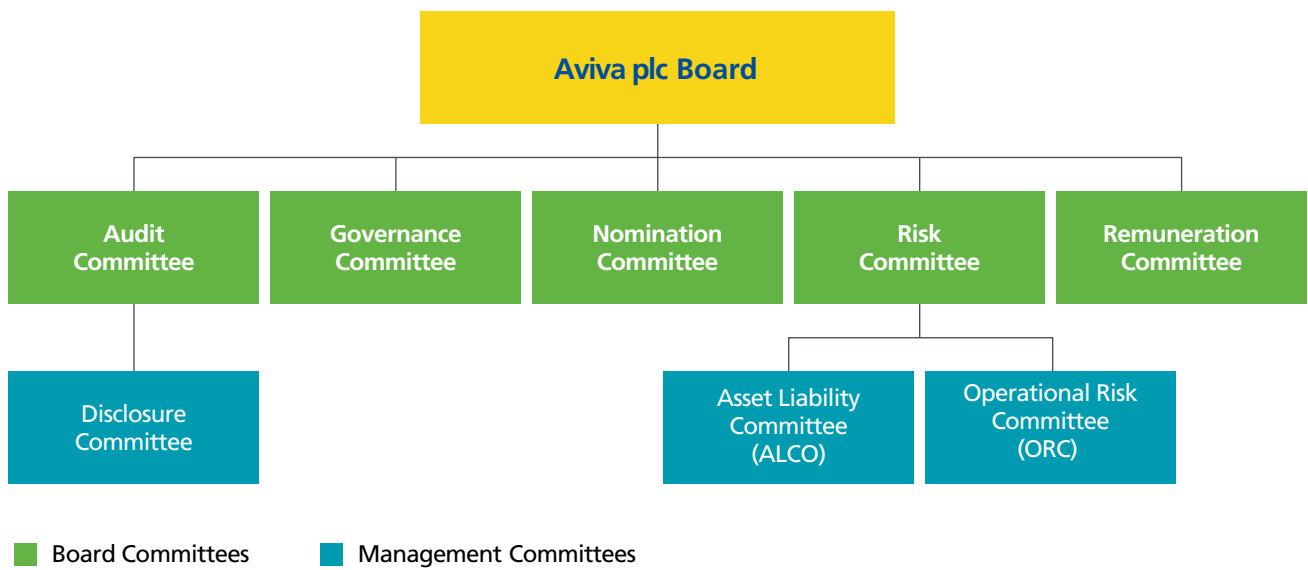 Aviva plc Board
Audit
Committee
Governance
Committee
Nomination
Committee
Risk
Committee
Remuneration
Committee
Disclosure
Committee
Asset Liability
Committee
(ALCO)
Operational Risk
Committee
(ORC)
Board Committees
Management Committees